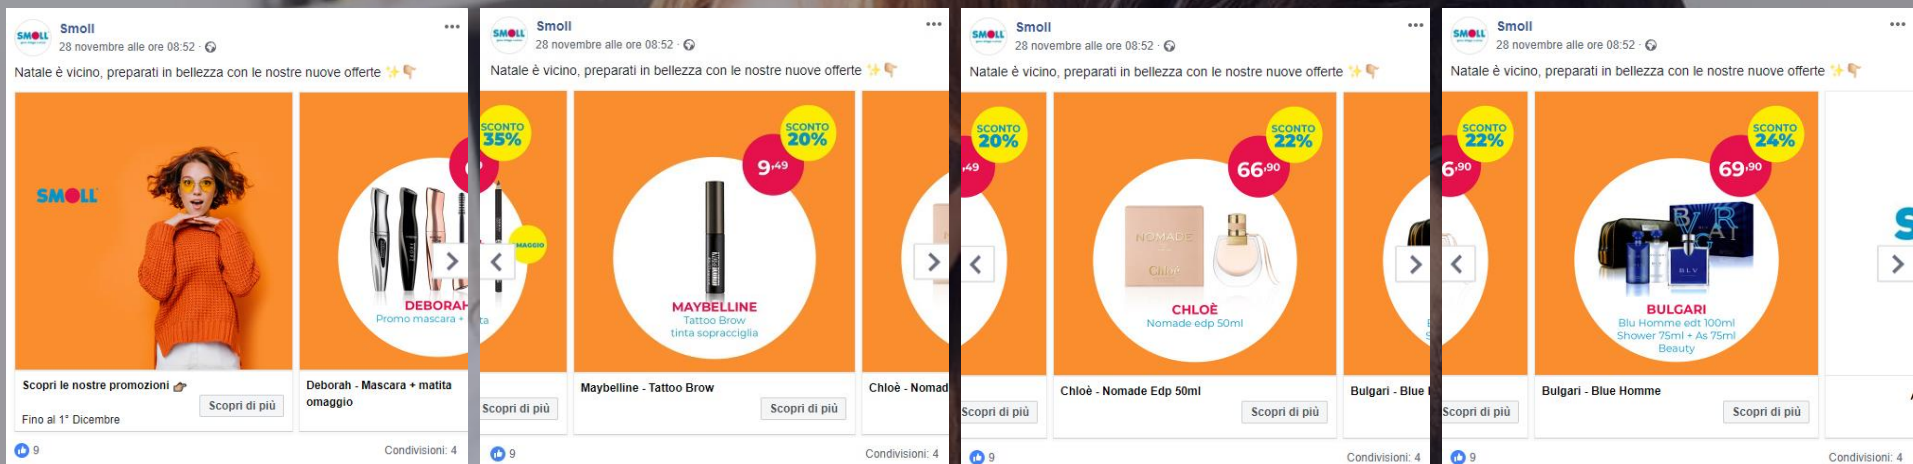 Smoll
28 novembre alle ore 08:52
Natale è vicino, preparati in bellezza con le nostre nuove offerte
SMOLL
DEBORAH
Promo mascara +
Scopri le nostre promozioni
Fino al 1° Dicembre
Scopri di più
Deborah - Mascara + matita
omaggio
9
Condivisioni: 4
Smoll
28 novembre alle ore 08:52
Natale è vicino, preparati in bellezza con le nostre nuove offerte
SCONTO
35%
MAGGIO
Scopri di più
SCONTO
20%
9,49
MAYBELLINE
Tattoo Brow
tinta sopracciglia
Maybelline - Tattoo Brow
Scopri di più
Chloè - Nomad
9
Condivisioni: 4
Smoll
28 novembre alle ore 08:52
Natale è vicino, preparati in bellezza con le nostre nuove offerte
SCONTO
20%
,49
Scopri di più
SCONTO
22%
66,90
NOMADE
Chloé
CHLOÈ
Nomade edp 50ml
Chloè - Nomade Edp 50ml
Scopri di più
Bulgari - Blue
9
Condivisioni: 4
Smoll
28 novembre alle ore 08:52
Natale è vicino, preparati in bellezza con le nostre nuove offerte
SCONTO
22%
6,90
Scopri di più
SCONTO
24%
69,90
BVLGARI
BLV
BULGARI
Blu Homme edt 100ml
Shower 75ml + As 75ml
Beauty
Bulgari - Blue Homme
Scopri di più
S
9
Condivisioni: 4